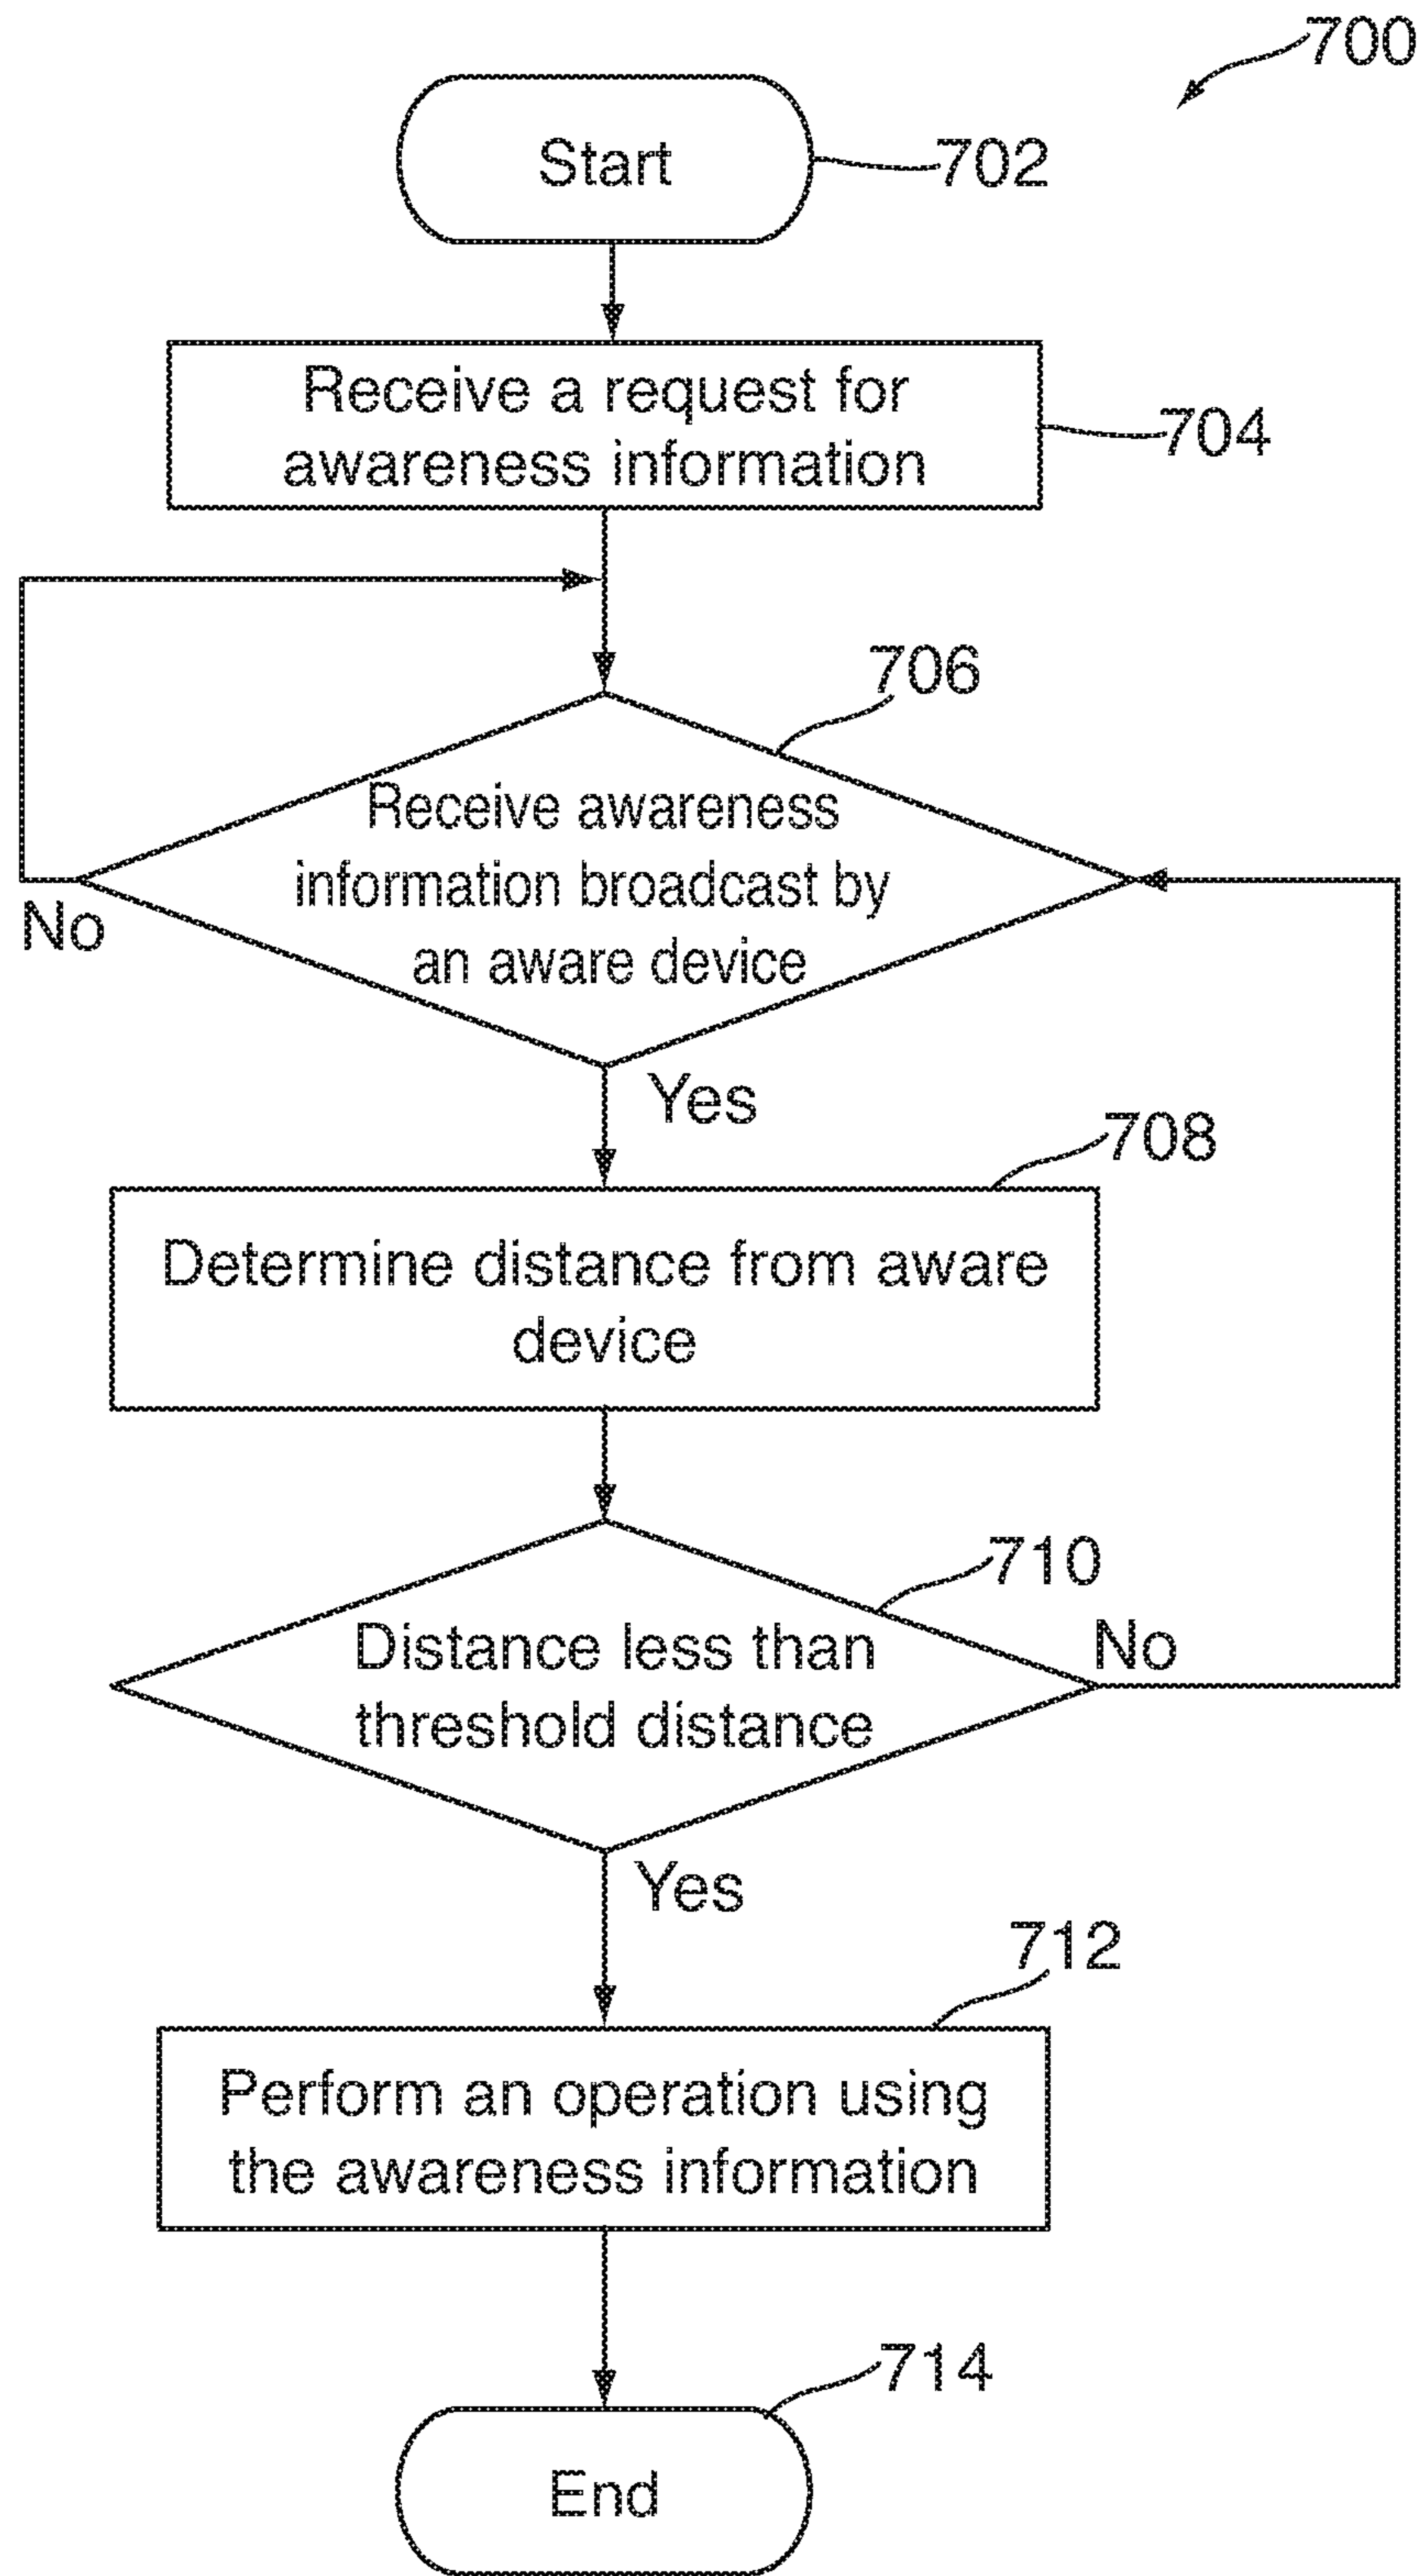 700
Start
702
Receive a request for
awareness information
704
706
Receive awareness
information broadcast by
an aware device
No
Yes
708
Determine distance from aware
device
710
Distance less than
threshold distance
No
Yes
712
Perform an operation using
the awareness information
714
End